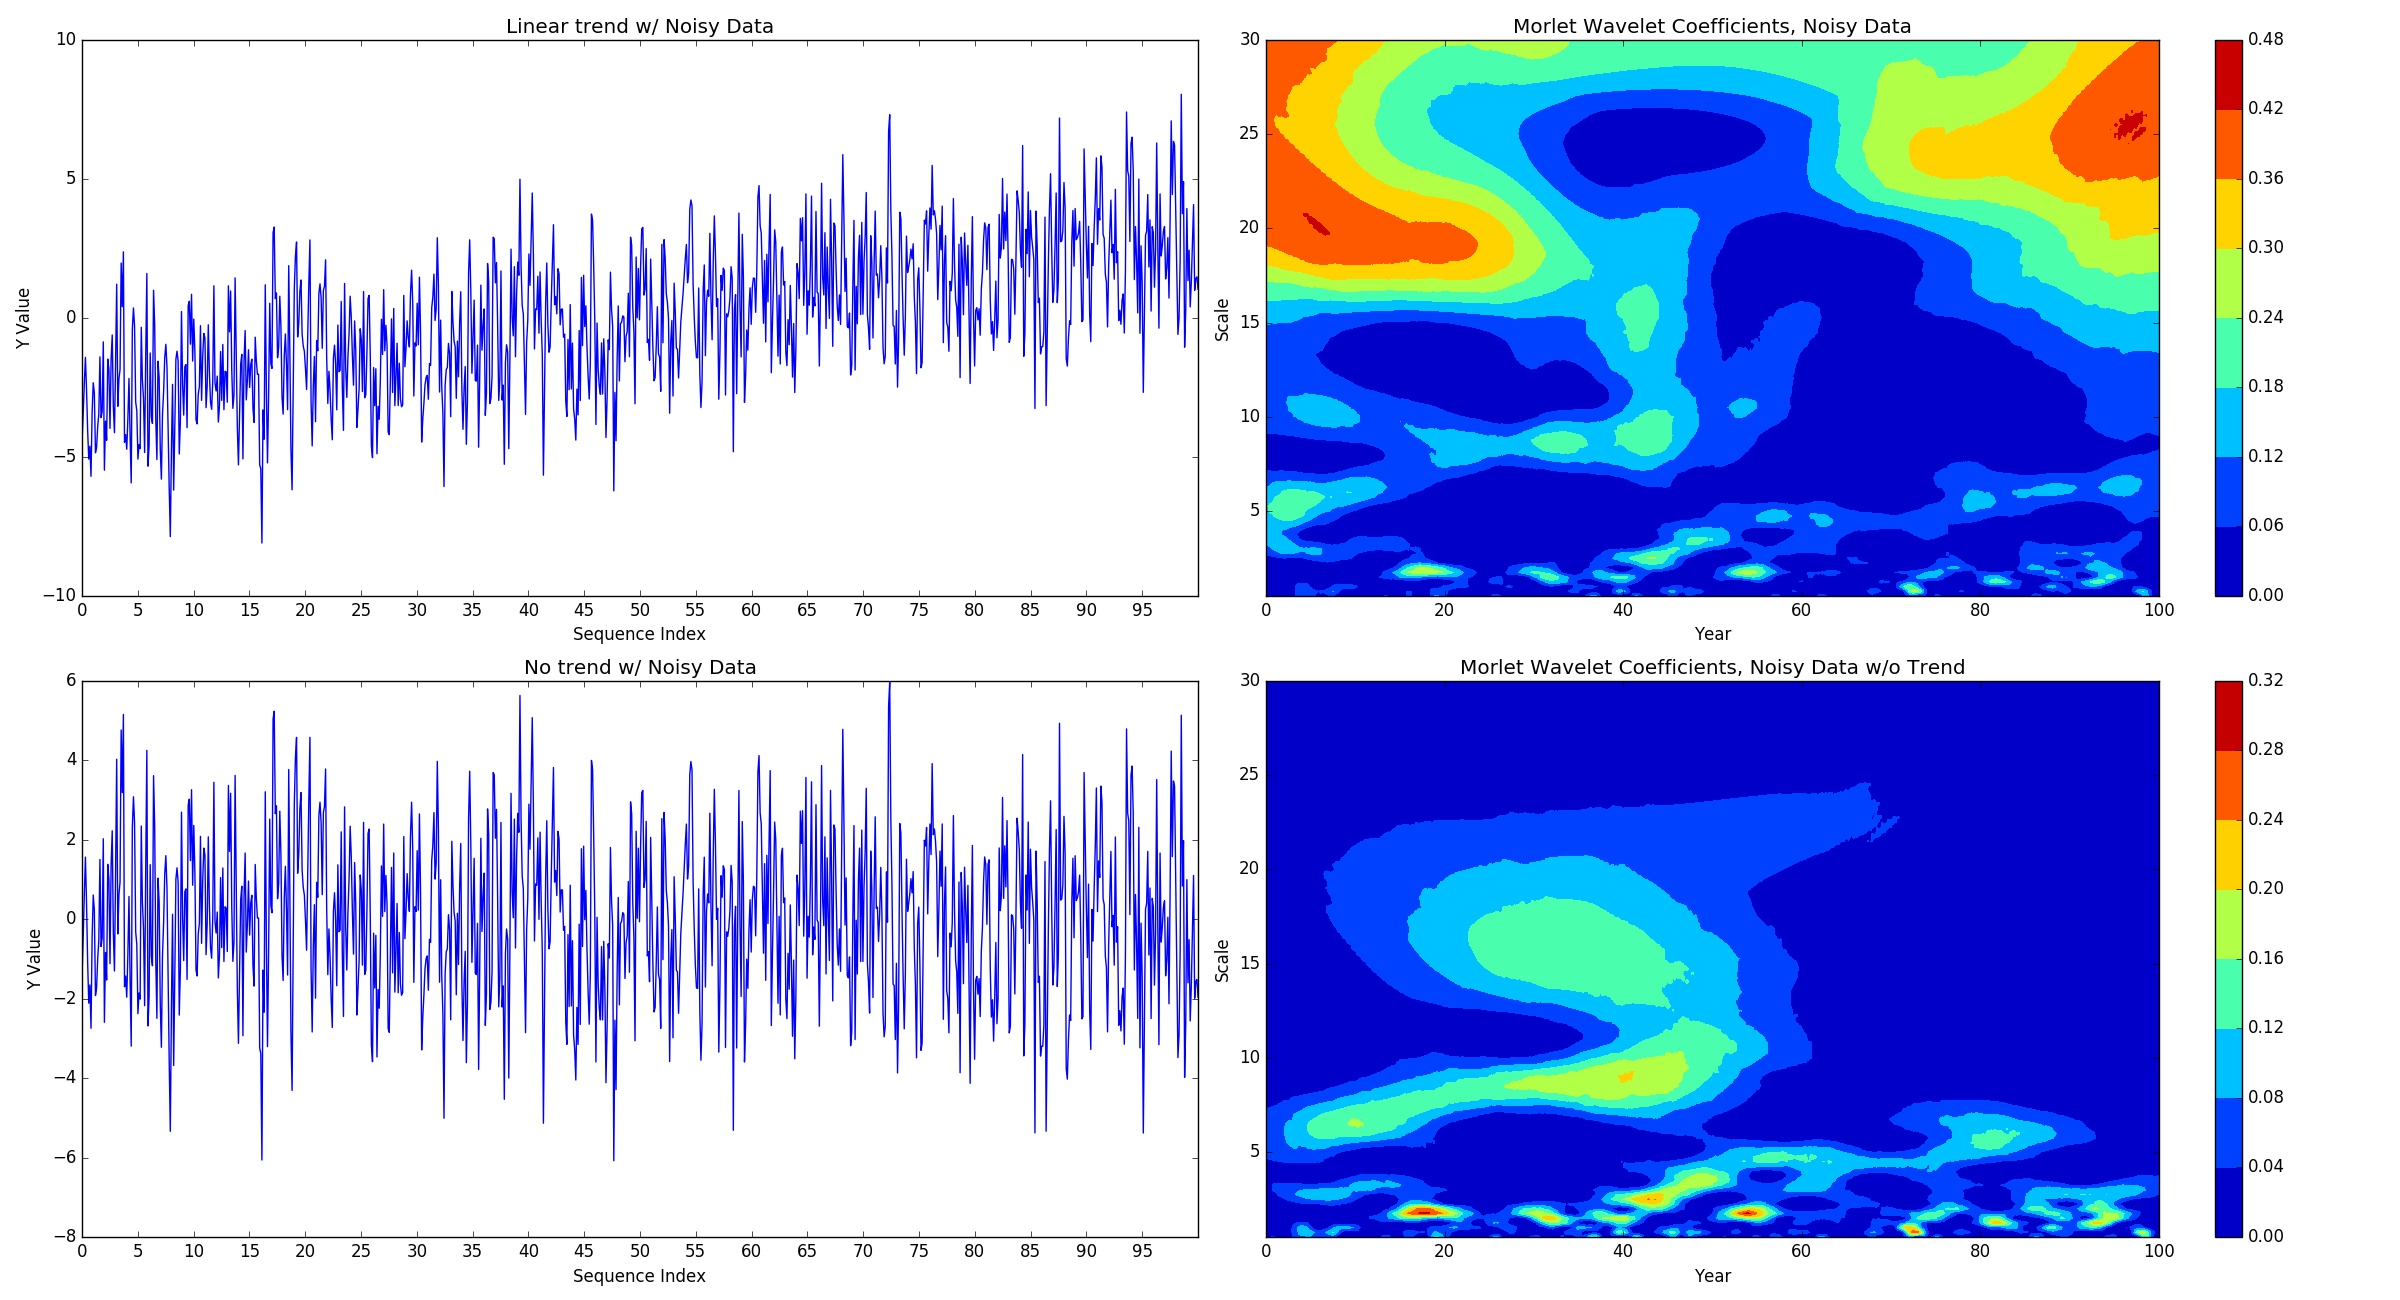 Linear trend w/ Noisy Data
10
5
0
−5
−10
Y Value
0 5 10 15 20 25 30 35 40 45 50 55 60 65 70 75 80 85 90 95
Sequence Index
Morlet Wavelet Coefficients, Noisy Data
30
25
20
15
10
5
Scale
0 20 40 60 80 100
Year
0.48
0.42
0.36
0.30
0.24
0.18
0.12
0.06
0.00
No trend w/ Noisy Data
6
4
2
0
−2
−4
−6
−8
Y Value
0 5 10 15 20 25 30 35 40 45 50 55 60 65 70 75 80 85 90 95
Sequence Index
Morlet Wavelet Coefficients, Noisy Data w/o Trend
30
25
20
15
10
5
Scale
0 20 40 60 80 100
Year
0.32
0.28
0.24
0.20
0.16
0.12
0.08
0.04
0.00